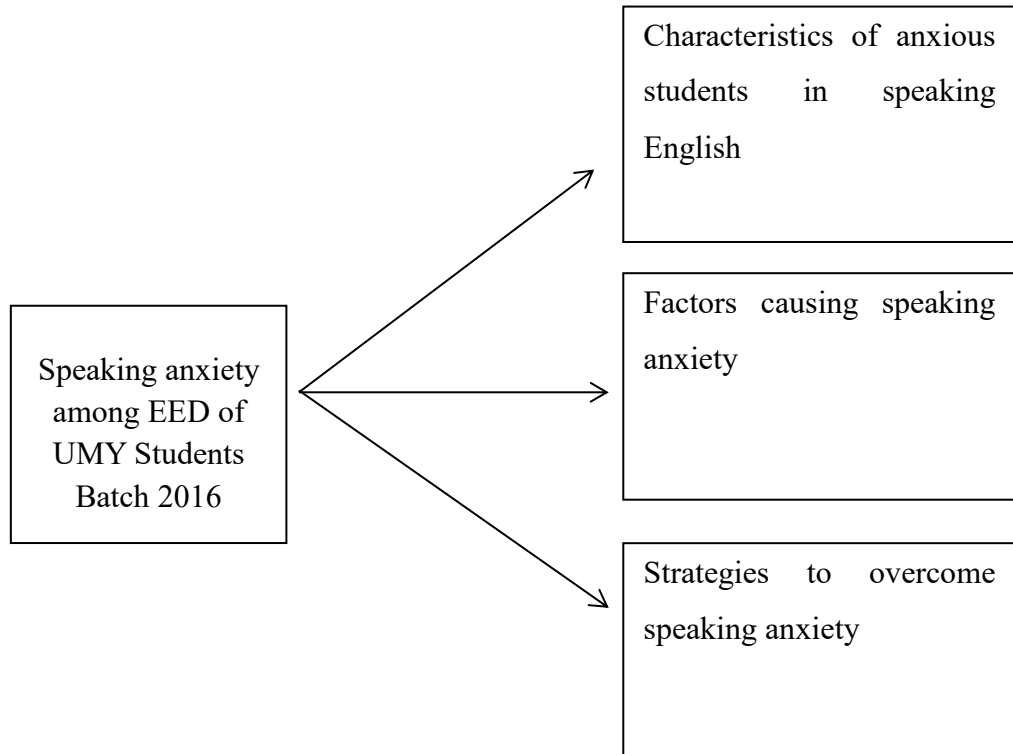 Characteristics of anxious
students in speaking
English
Factors causing speaking
anxiety
Speaking anxiety
among EED of
UMY Students
Batch 2016
Strategies to overcome
speaking anxiety